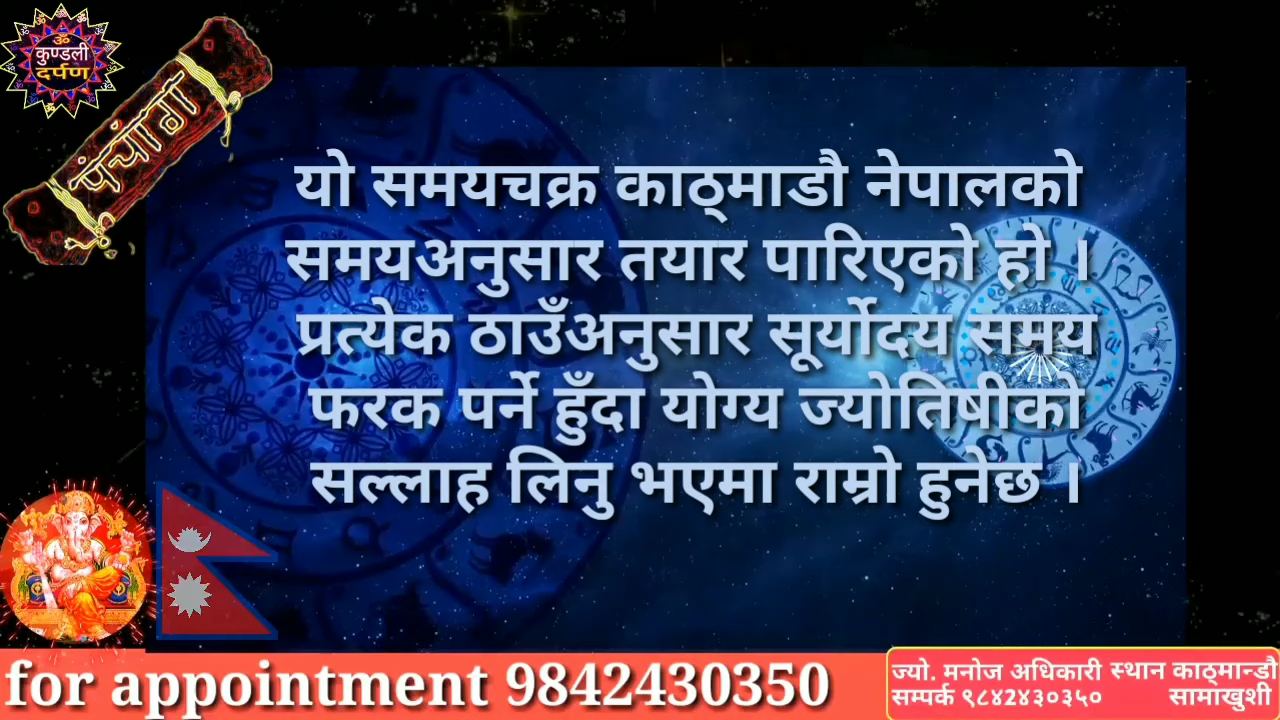 ॐ
कुण्डली
दर्पण
पंचांग
यो समयचक्र काठ्माडौ नेपालको
समयअनुसार तयार पारिएको हो ।
प्रत्येक ठाउँअनुसार सूर्योदय समय
फरक पर्ने हुँदा योग्य ज्योतिषीको
सल्लाह लिनु भएमा राम्रो हुनेछ ।
for appointment 9842430350
ज्यो. मनोज अधिकारी स्थान काठ्मान्डौ
सम्पर्क ९८४२४३०३५० सामाखुशी